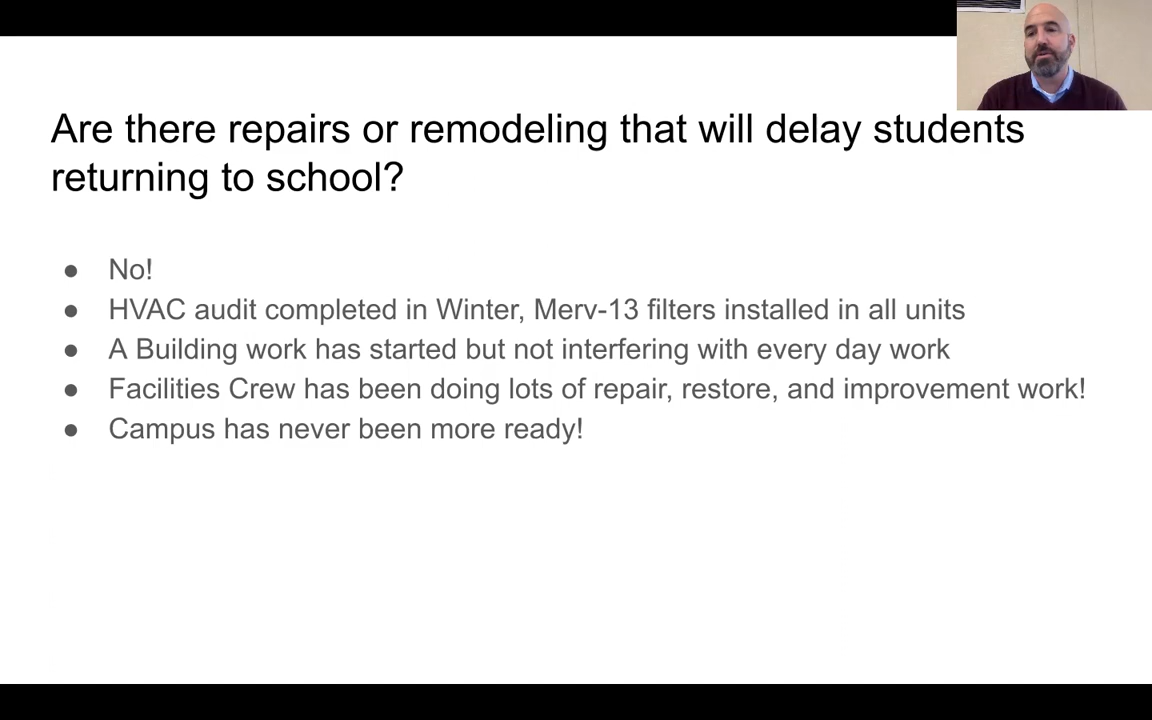 Are there repairs or remodeling that will delay students
returning to school?
● No!
● HVAC audit completed in Winter, Merv-13 filters installed in all units
● A Building work has started but not interfering with every day work
● Facilities Crew has been doing lots of repair, restore, and improvement work!
● Campus has never been more ready!